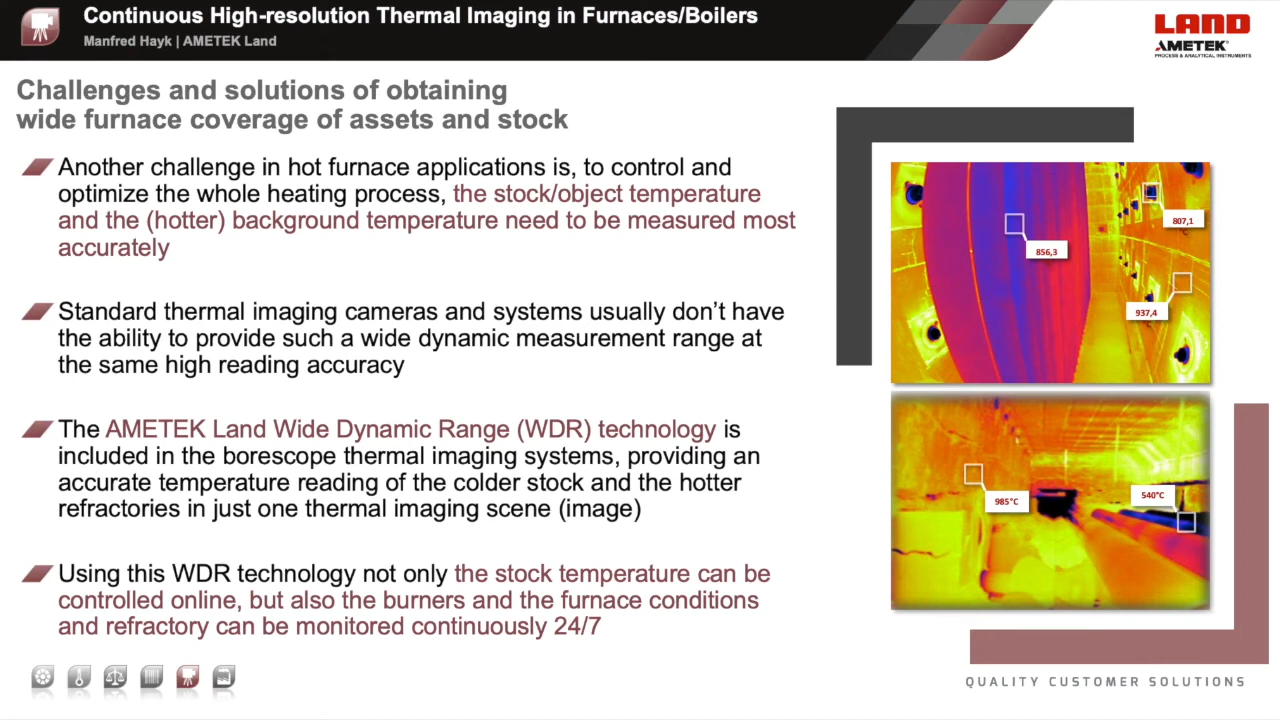 Continuous High-resolution Thermal Imaging in Furnaces/Boilers
Manfred Hayk | AMETEK Land
LAND
AMETEK®
PROCESS & ANALYTICAL INSTRUMENTS
Challenges and solutions of obtaining
wide furnace coverage of assets and stock
Another challenge in hot furnace applications is, to control and
optimize the whole heating process, the stock/object temperature
and the (hotter) background temperature need to be measured most
accurately
Standard thermal imaging cameras and systems usually don’t have
the ability to provide such a wide dynamic measurement range at
the same high reading accuracy
The AMETEK Land Wide Dynamic Range (WDR) technology is
included in the borescope thermal imaging systems, providing an
accurate temperature reading of the colder stock and the hotter
refractories in just one thermal imaging scene (image)
Using this WDR technology not only the stock temperature can be
controlled online, but also the burners and the furnace conditions
and refractory can be monitored continuously 24/7
807,1
856,3
937,4
985°C
540°C
QUALITY CUSTOMER SOLUTIONS